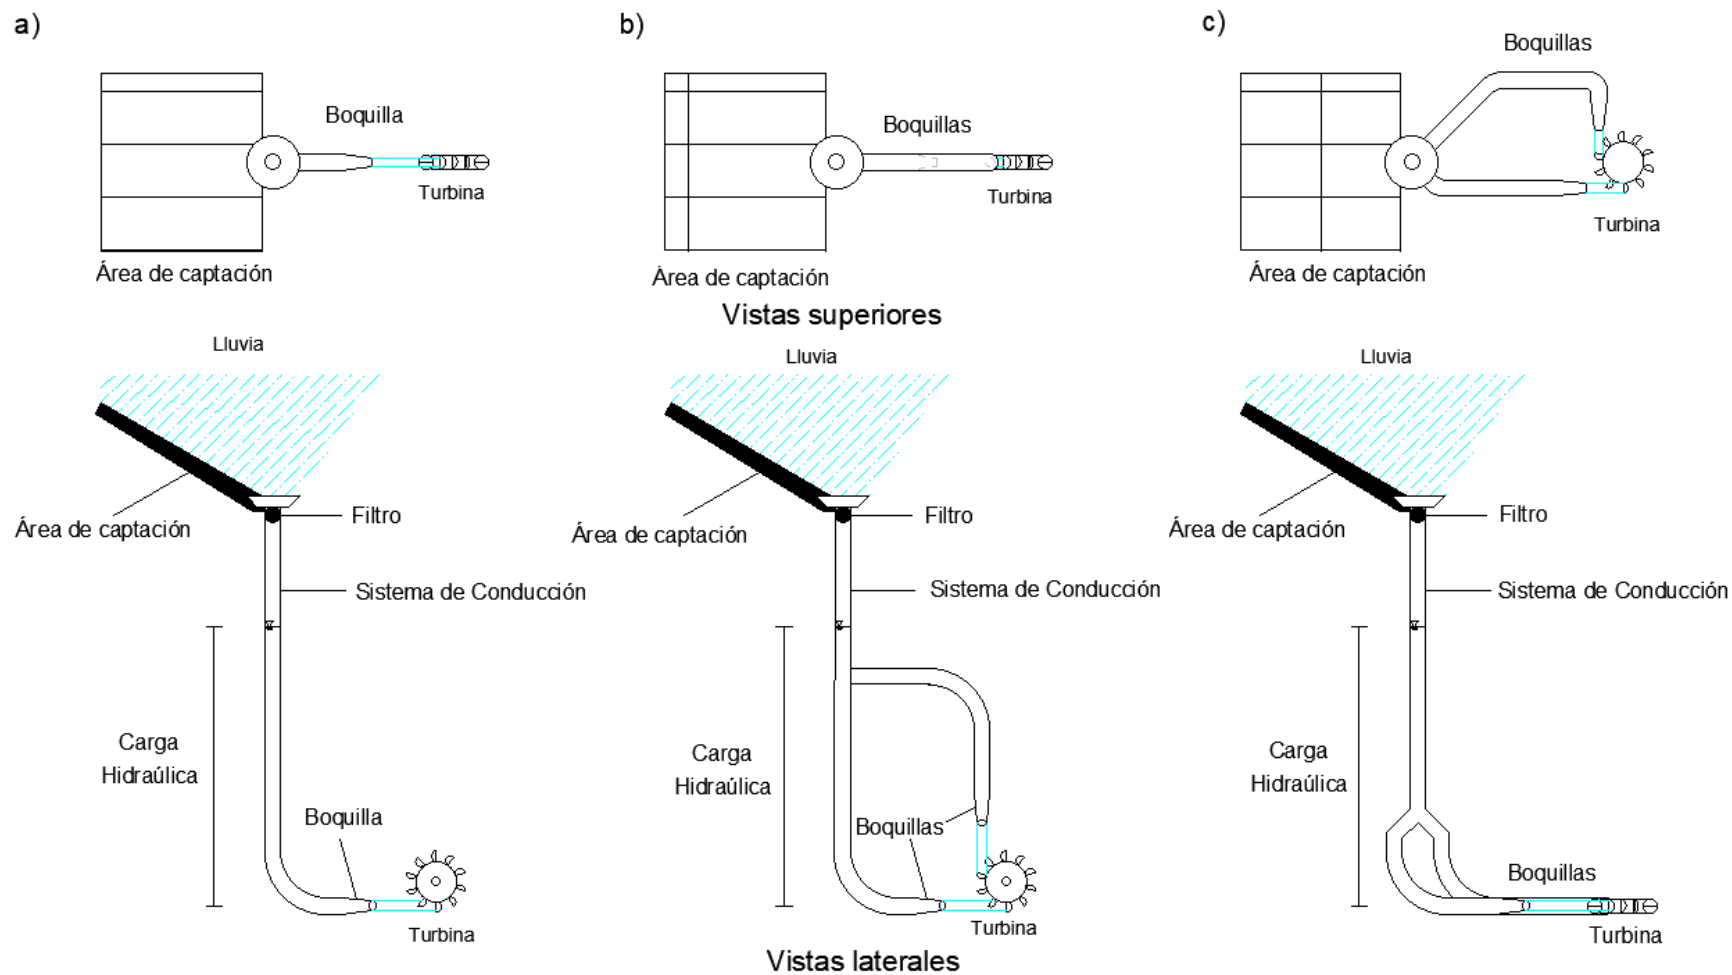 a)
Boquilla
Turbina
Área de captación
b)
Boquillas
Turbina
Área de captación
c)
Boquillas
Turbina
Área de captación
Vistas superiores
Lluvia
Área de captación
Filtro
Sistema de Conducción
Carga
Hidraúlica
Boquilla
Turbina
Lluvia
Área de captación
Filtro
Sistema de Conducción
Carga
Hidraúlica
Boquillas
Turbina
Lluvia
Área de captación
Filtro
Sistema de Conducción
Carga
Hidraúlica
Boquillas
Turbina
Vistas laterales